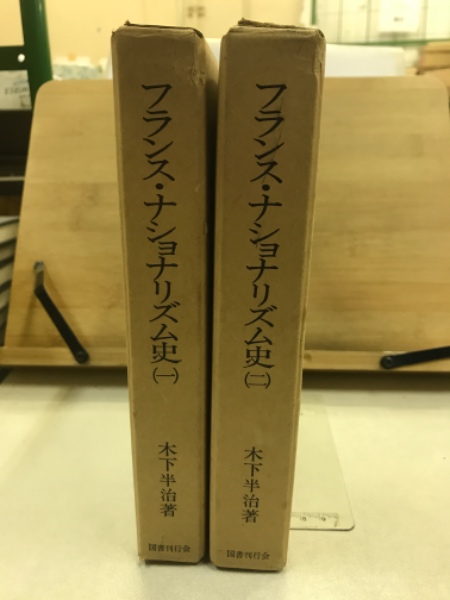 フランス・ナショナリズム史(一)
木下半治著
国書刊行会
フランス・ナショナリズム史(二)
木下半治著
国書刊行会